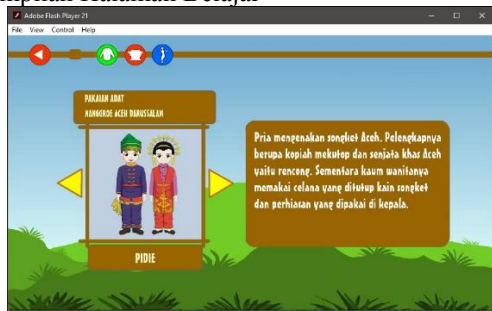 Adobe Flash Player 21
File View Control Help
PAKAIAN ADAT
NANGGROE ACEH DARUSSALAM
Pria mengenakan songket Aceh. Pelengkapnya
berupa kopiah mekutop dan senjata khas Aceh
yaitu rencong. Sementara kaum wanitanya
memakai celana yang ditutup kain songket
dan perhiasan yang dipakai di kepala.
PIDIE